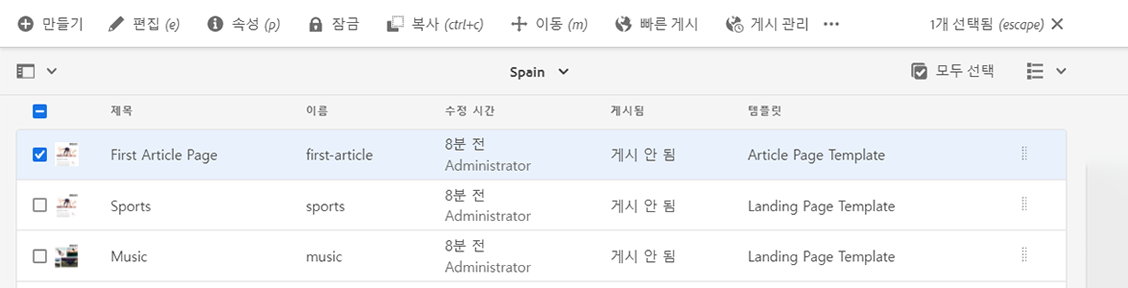 만들기 편집 (e) 속성 (p) 잠금 복사 (ctrl+c) 이동 (m) 빠른 게시 게시 관리 1개 선택됨 (escape)
Spain 모두 선택
제목 이름 수정 시간 게시됨 템플릿
First Article Page first-article 8분 전 Administrator 게시 안 됨 Article Page Template
Sports sports 8분 전 Administrator 게시 안 됨 Landing Page Template
Music music 8분 전 Administrator 게시 안 됨 Landing Page Template